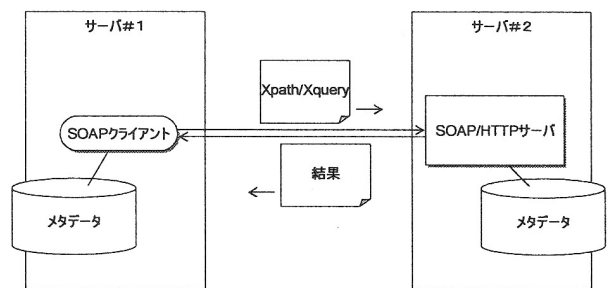 サーバ#1
サーバ#2
Xpath/Xquery
SOAPクライアント
SOAP/HTTPサーバ
結果
メタデータ
メタデータ